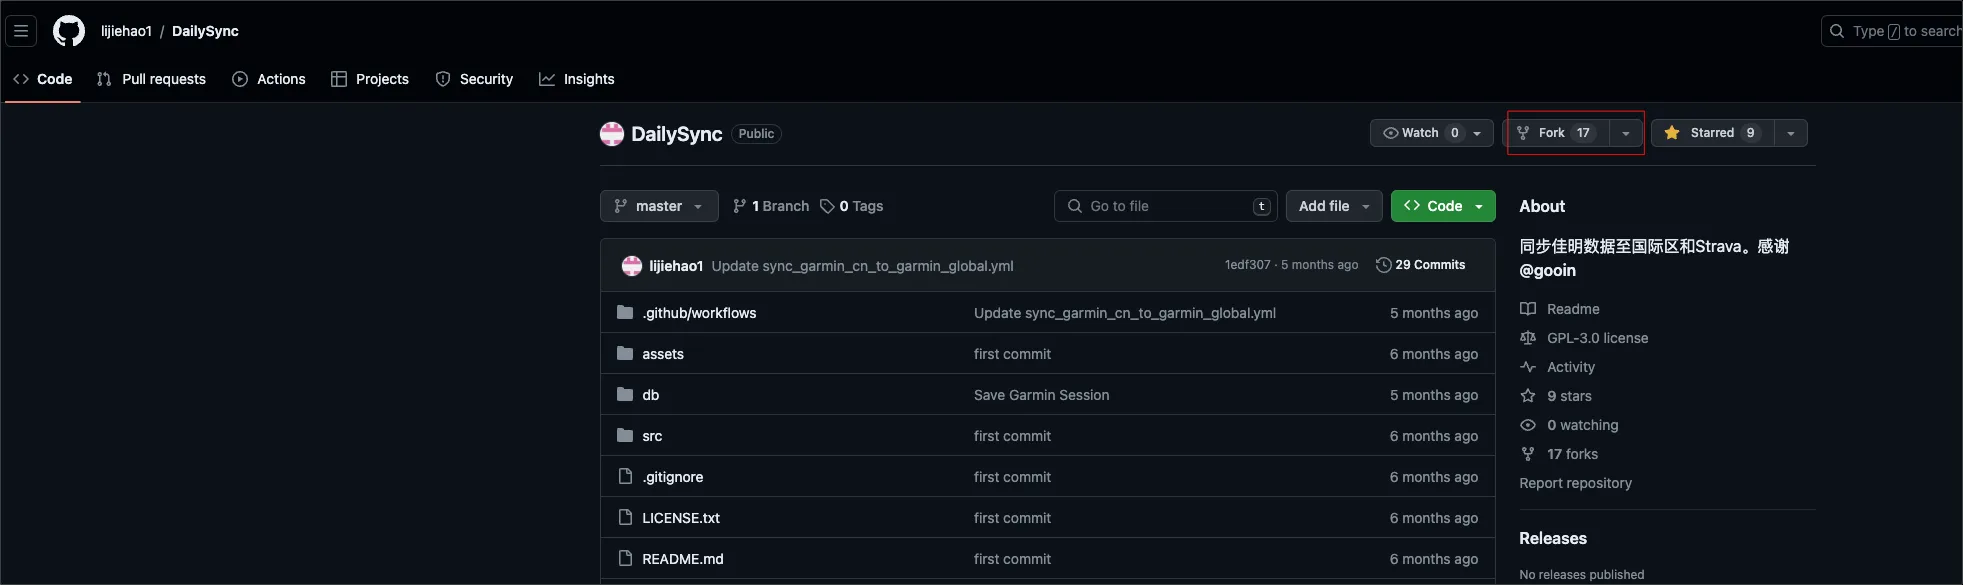 lijiehao1 / DailySync
Type / to search
Code Pull requests Actions Projects Security Insights
DailySync Public Watch 0 Fork 17 Starred 9
master 1 Branch 0 Tags Go to file t Add file Code
lijiehao1 Update sync_garmin_cn_to_garmin_global.yml 1edf307 · 5 months ago 29 Commits
.github/workflows Update sync_garmin_cn_to_garmin_global.yml 5 months ago
assets first commit 6 months ago
db Save Garmin Session 5 months ago
src first commit 6 months ago
.gitignore first commit 6 months ago
LICENSE.txt first commit 6 months ago
README.md first commit 6 months ago
About
同步佳明数据至国际区和Strava。感谢
@gooin
Readme
GPL-3.0 license
Activity
9 stars
0 watching
17 forks
Report repository
Releases
No releases published